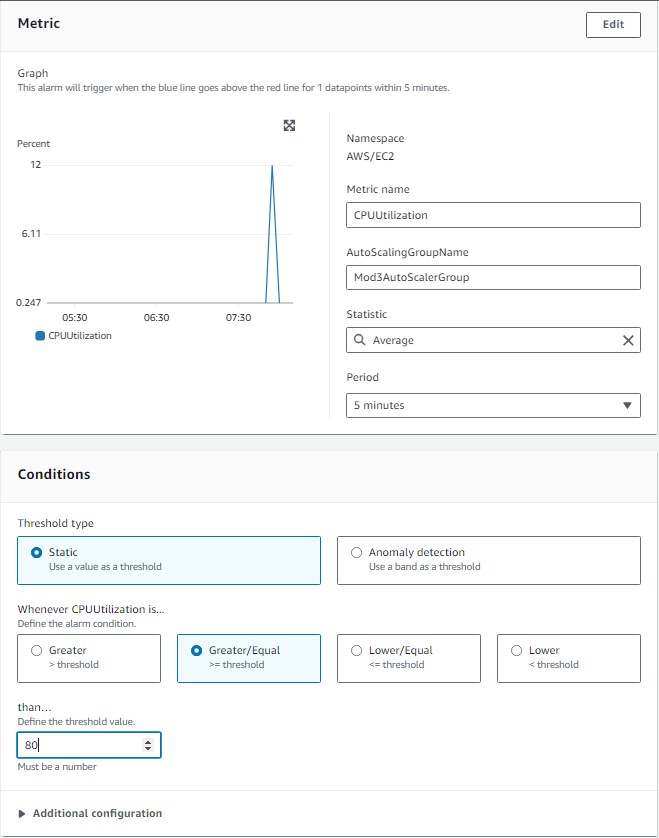 Metric
Edit
Graph
This alarm will trigger when the blue line goes above the red line for 1 datapoints within 5 minutes.
Percent
12
6.11
0.247
05:30 06:30 07:30
CPUUtilization
Namespace
AWS/EC2
Metric name
CPUUtilization
AutoScalingGroupName
Mod3AutoScalerGroup
Statistic
Average
Period
5 minutes
Conditions
Threshold type
Static
Use a value as a threshold
Anomaly detection
Use a band as a threshold
Whenever CPUUtilization is...
Define the alarm condition.
Greater
> threshold
Greater/Equal
>= threshold
Lower/Equal
<= threshold
Lower
< threshold
than...
Define the threshold value.
80
Must be a number
Additional configuration